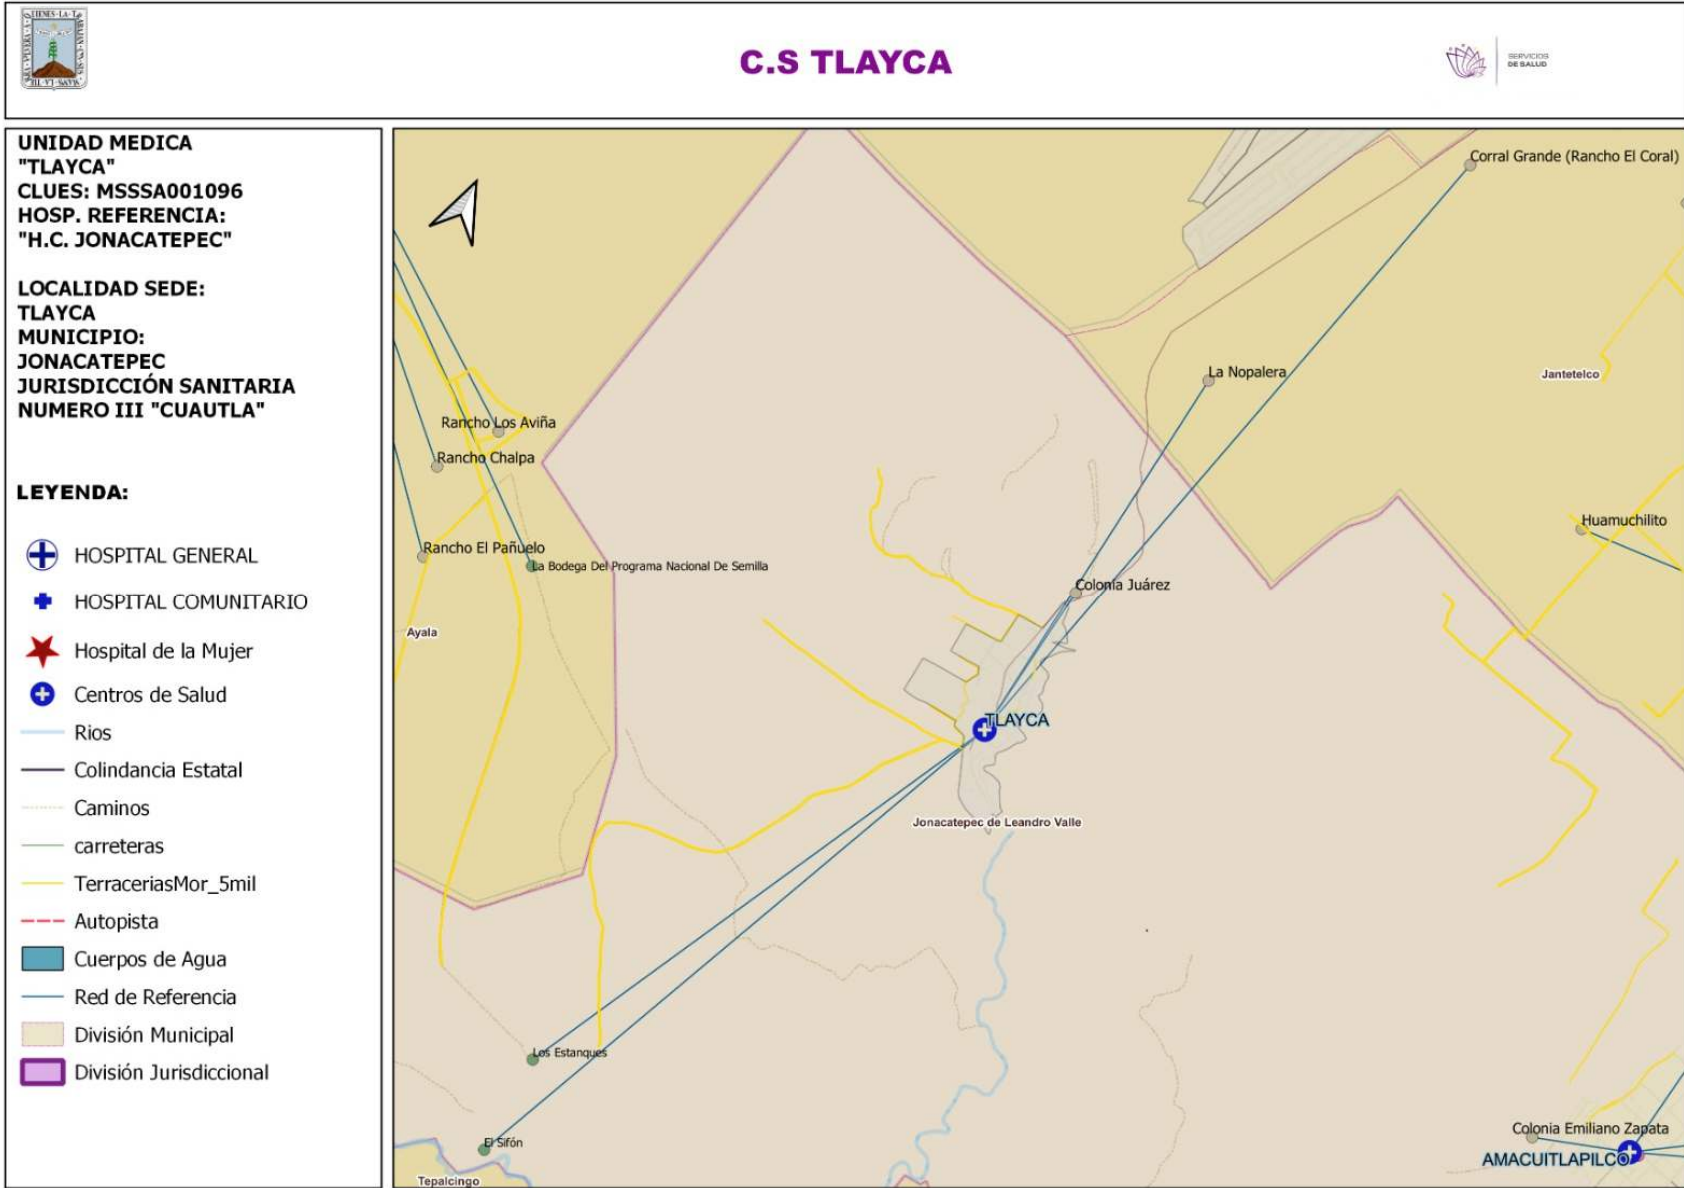 C.S TLAYCA
SERVICIOS
DE SALUD
UNIDAD MEDICA
"TLAYCA"
CLUES: MSSSA001096
HOSP. REFERENCIA:
"H.C. JONACATEPEC"
LOCALIDAD SEDE:
TLAYCA
MUNICIPIO:
JONACATEPEC
JURISDICCIÓN SANITARIA
NUMERO III "CUAUTLA"
LEYENDA:
HOSPITAL GENERAL
HOSPITAL COMUNITARIO
Hospital de la Mujer
Centros de Salud
Rios
Colindancia Estatal
Caminos
carreteras
TerraceriasMor_5mil
Autopista
Cuerpos de Agua
Red de Referencia
División Municipal
División Jurisdiccional
Corral Grande (Rancho El Coral)
La Nopalera
Jantetelco
Rancho Los Aviña
Rancho Chalpa
Huamuchilito
Rancho El Pañuelo
La Bodega Del Programa Nacional De Semilla
Colonia Juárez
Ayala
TLAYCA
Jonacatepec de Leandro Valle
Los Estanques
El Sifón
Colonia Emiliano Zapata
AMACUITLAPILCO
Tepalcingo